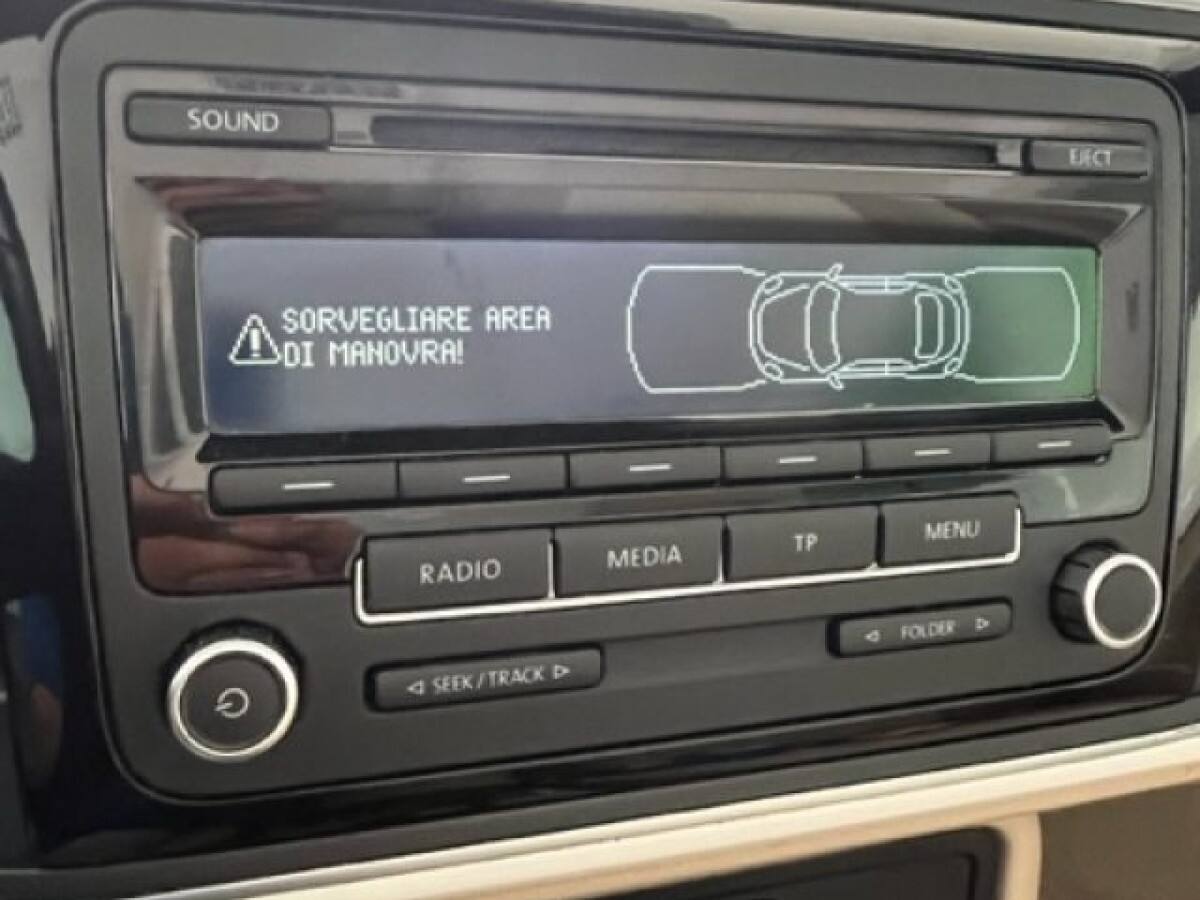 SOUND
EJECT
SORVEGLIARE AREA
DI MANOVRA!
RADIO
MEDIA
TP
MENU
SEEK/TRACK
FOLDER